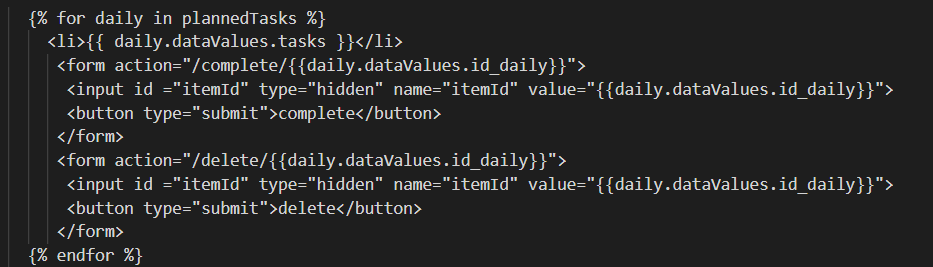 {% for daily in plannedTasks %}
<li>{{ daily.dataValues.tasks }}</li>
<form action="/complete/{{daily.dataValues.id_daily}}">
<input id ="itemId" type="hidden" name="itemId" value="{{daily.dataValues.id_daily}}">
<button type="submit">complete</button>
</form>
<form action="/delete/{{daily.dataValues.id_daily}}">
<input id ="itemId" type="hidden" name="itemId" value="{{daily.dataValues.id_daily}}">
<button type="submit">delete</button>
</form>
{% endfor %}